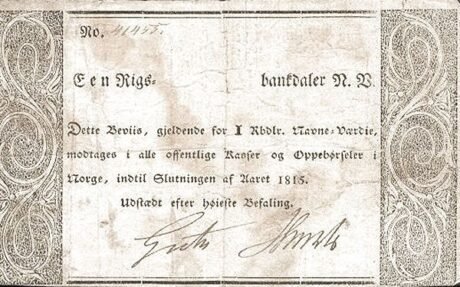 No. 41455.
Een Rigs- bankdaler N. V.
Dette Beviis, gjeldende for 1 Rbdlr. Navne-Værdie,
modtages i alle offentlige Kasser og Oppebørseler i
Norge, indtil Slutningen af Aaret 1815.
Udstædt efter høieste Befaling.